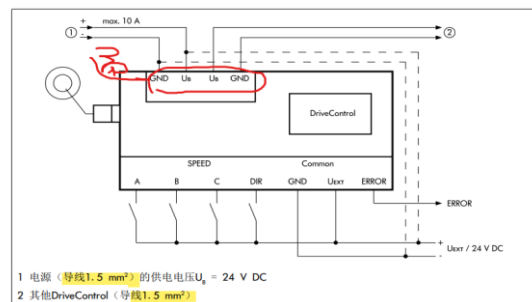 + max. 10 A
1
-
2
GND UB UB GND
DriveControl
SPEED Common
A B C DIR GND UEXT ERROR
ERROR
+
UEXT / 24 V DC
-
1 电源（导线1.5 mm²）的供电电压UB = 24 V DC
2 其他DriveControl（导线1.5 mm²）